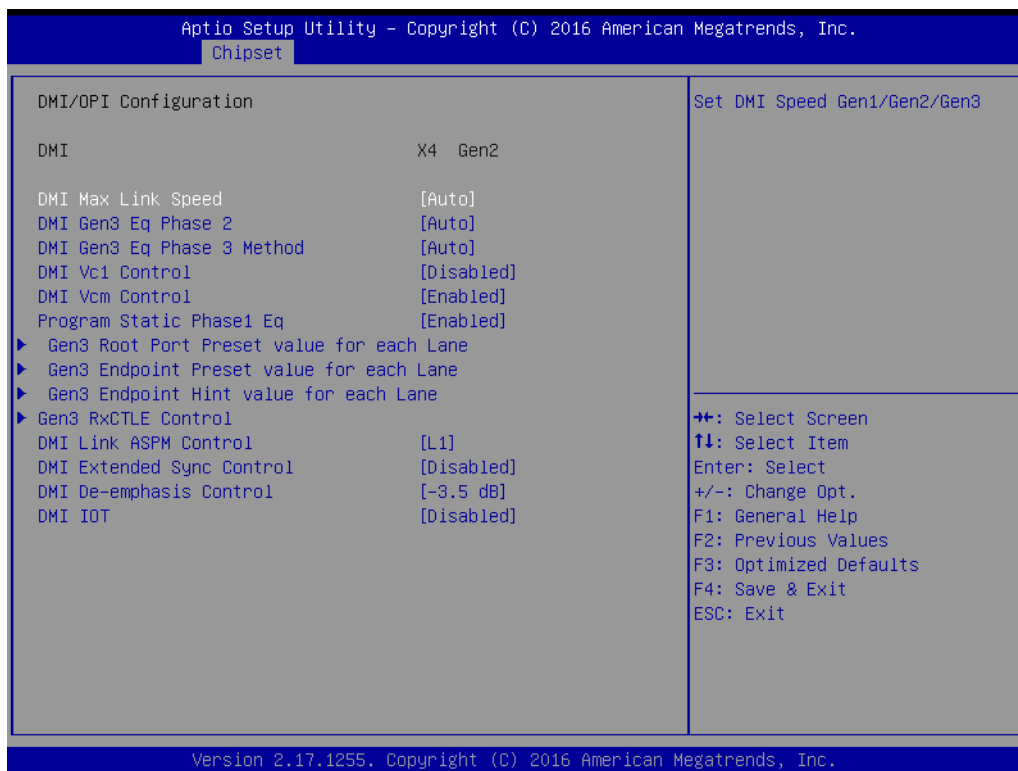 Aptio Setup Utility – Copyright (C) 2016 American Megatrends, Inc.
Chipset
DMI/OPI Configuration
DMI X4 Gen2
DMI Max Link Speed [Auto]
DMI Gen3 Eq Phase 2 [Auto]
DMI Gen3 Eq Phase 3 Method [Auto]
DMI Vc1 Control [Disabled]
DMI Vcm Control [Enabled]
Program Static Phase1 Eq [Enabled]
Gen3 Root Port Preset value for each Lane
Gen3 Endpoint Preset value for each Lane
Gen3 Endpoint Hint value for each Lane
Gen3 RxCTLE Control
DMI Link ASPM Control [L1]
DMI Extended Sync Control [Disabled]
DMI De-emphasis Control [-3.5 dB]
DMI IOT [Disabled]
Set DMI Speed Gen1/Gen2/Gen3
→←: Select Screen
↑↓: Select Item
Enter: Select
+/-: Change Opt.
F1: General Help
F2: Previous Values
F3: Optimized Defaults
F4: Save & Exit
ESC: Exit
Version 2.17.1255. Copyright (C) 2016 American Megatrends, Inc.